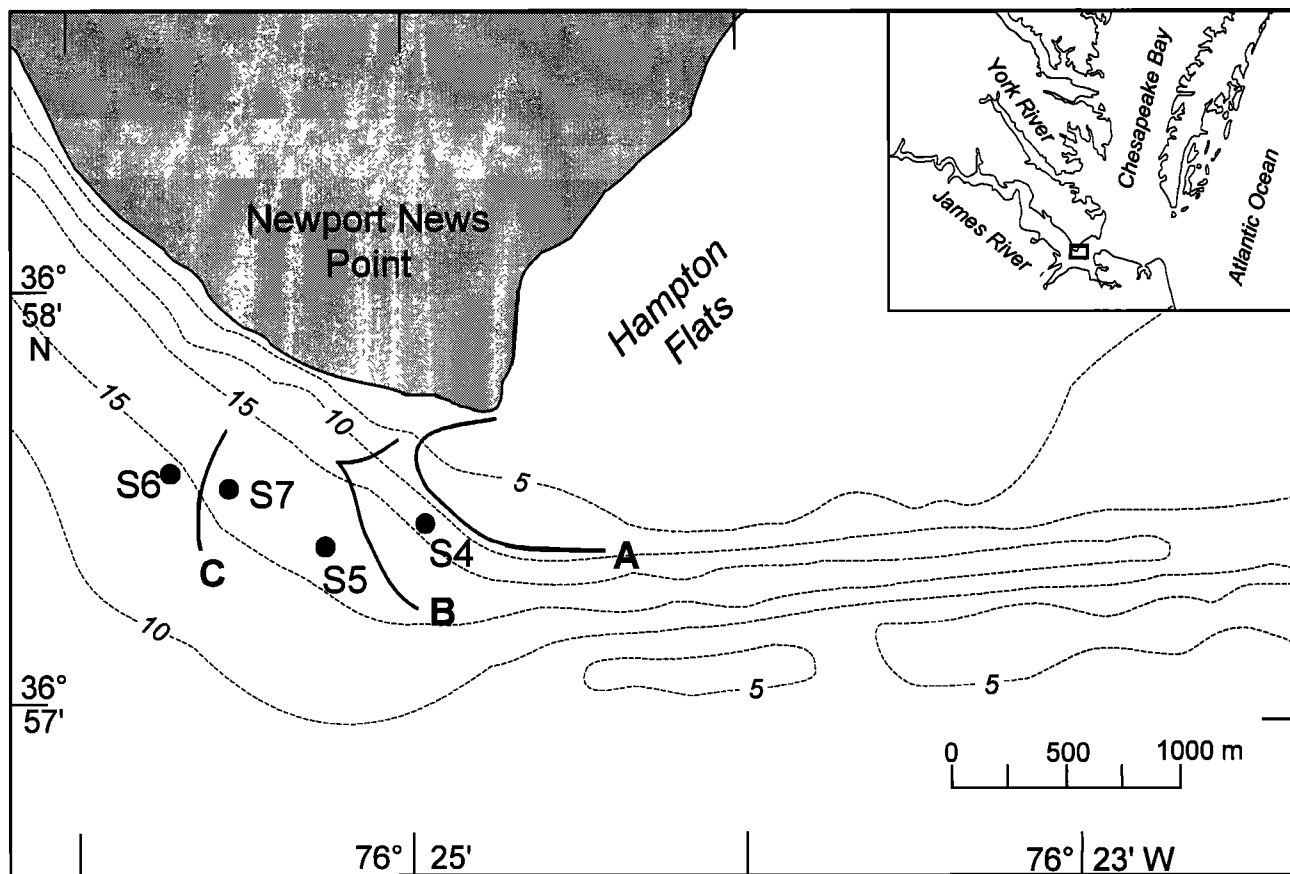 Newport News
Point
Hampton
Flats
York River
Chesapeake Bay
James River
Atlantic Ocean
36°
58'
N
15
15
10
5
S6
S7
S4
C
S5
A
B
10
5
5
36°
57'
0 500 1000 m
76° 25'
76° 23' W